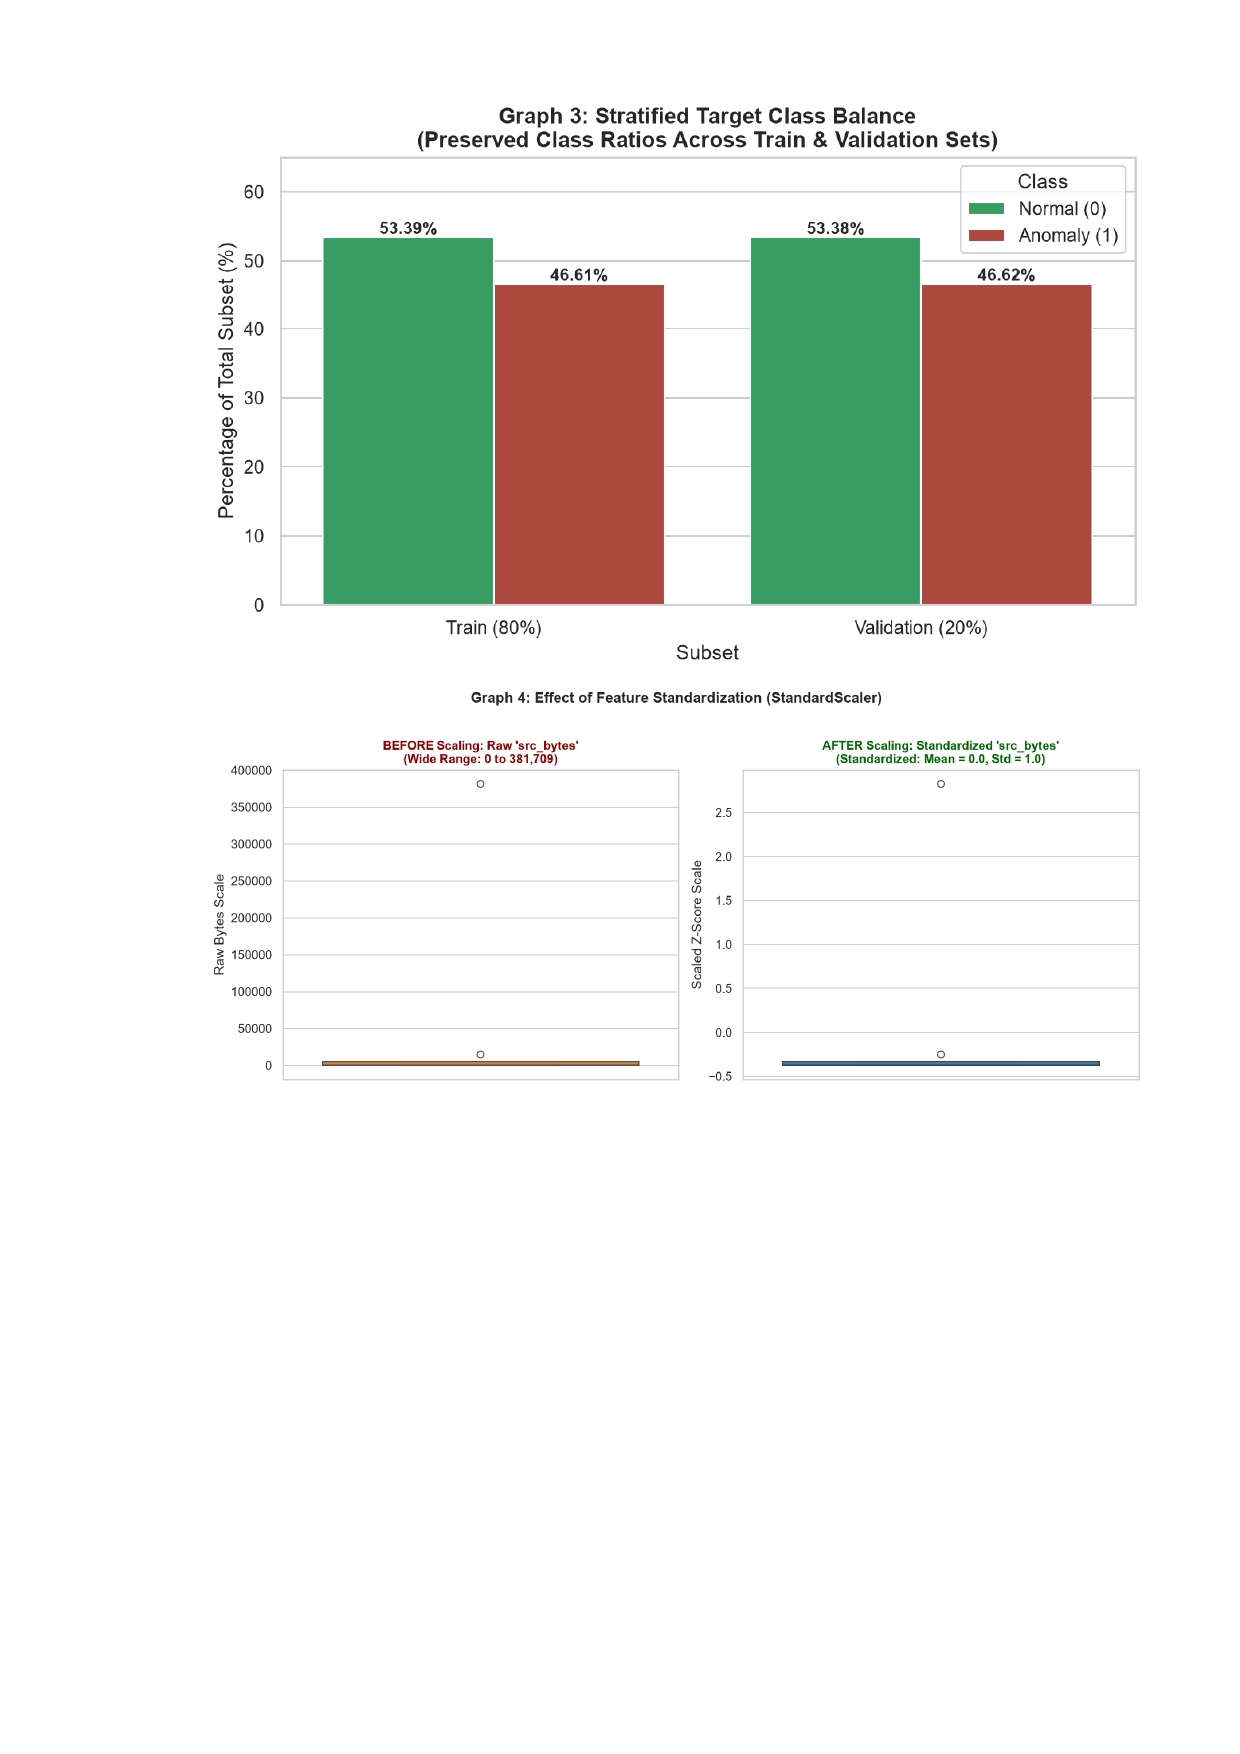 Graph 3: Stratified Target Class Balance
(Preserved Class Ratios Across Train & Validation Sets)
Percentage of Total Subset (%)
60
50
40
30
20
10
0
53.39%
46.61%
53.38%
46.62%
Class
Normal (0)
Anomaly (1)
Train (80%)
Validation (20%)
Subset
Graph 4: Effect of Feature Standardization (StandardScaler)
BEFORE Scaling: Raw 'src_bytes'
(Wide Range: 0 to 381,709)
Raw Bytes Scale
400000
350000
300000
250000
200000
150000
100000
50000
0
AFTER Scaling: Standardized 'src_bytes'
(Standardized: Mean = 0.0, Std = 1.0)
Scaled Z-Score Scale
2.5
2.0
1.5
1.0
0.5
0.0
−0.5